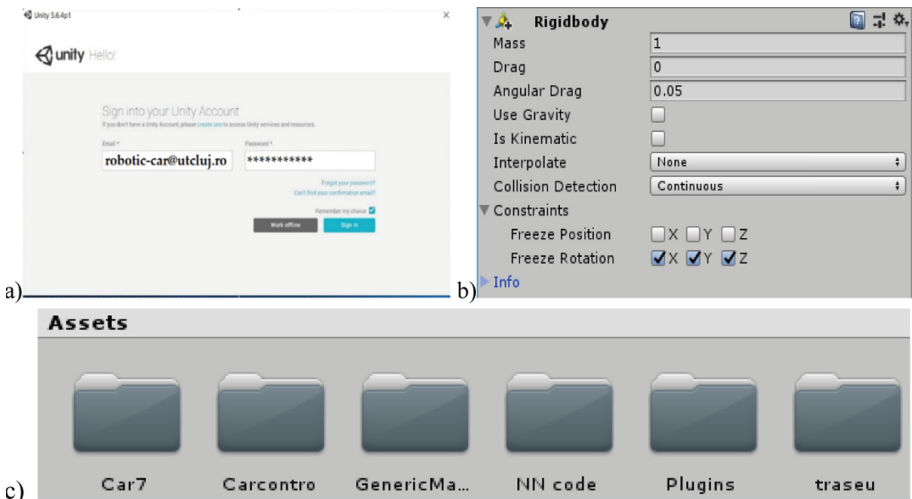 Unity 5.6.4p1
unity Hello!
Sign into your Unity Account
If you don't have a Unity Account, please create one to access Unity services and resources.
Email * Password *
robotic-car@utcluj.ro ***********
Forgot your password?
Can't find your confirmation email?
Remember my choice
Work offline Sign in
a)
Rigidbody
Mass 1
Drag 0
Angular Drag 0.05
Use Gravity
Is Kinematic
Interpolate None
Collision Detection Continuous
Constraints
Freeze Position X Y Z
Freeze Rotation X Y Z
Info
b)
Assets
Car7 Carcontro GenericMa... NN code Plugins traseu
c)